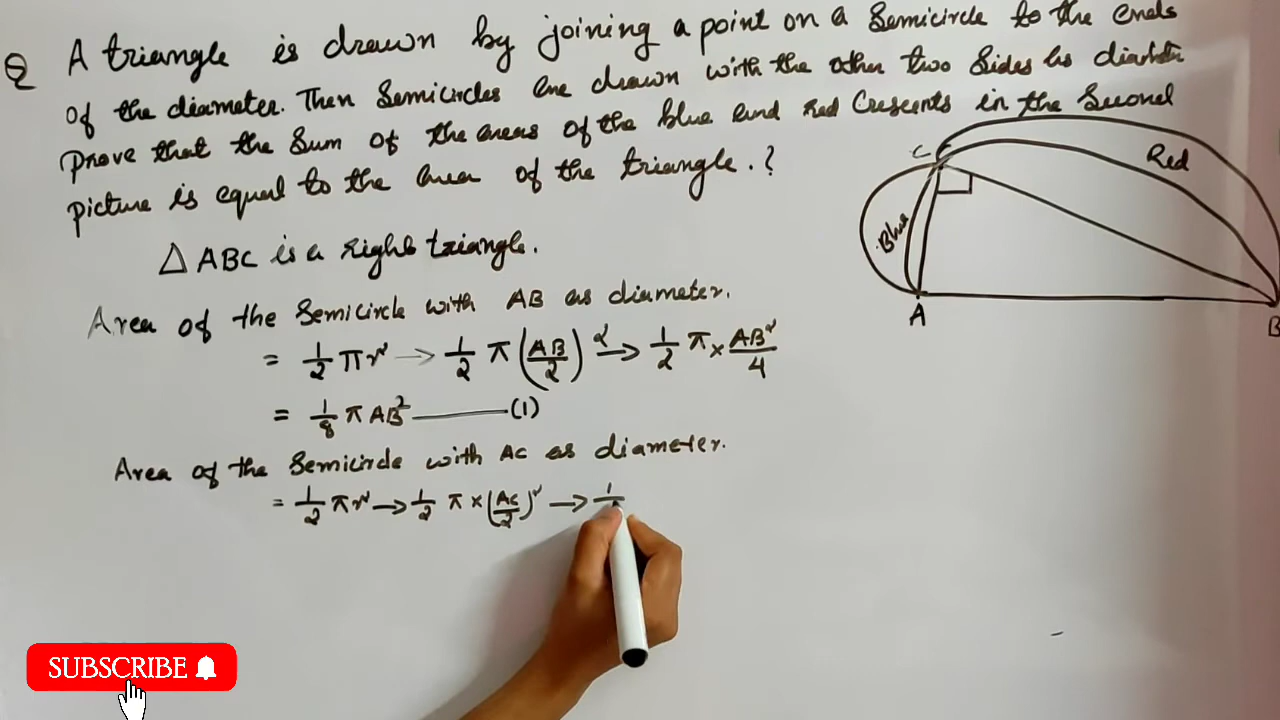 Q A triangle is drawn by joining a point on a Semicircle to the ends
of the diameter. Then Semicircles are drawn with the other two Sides as
Prove that the Sum of the areas of the blue and Red Crescents in the Second
picture is equal to the area of the triangle. ?
C
Red
Blue
A
B
△ ABC is a right triangle.
Area of the Semicircle with AB as diameter.
= 1/2 πr² → 1/2 π (AB/2)² → 1/2 π × AB²/4
= 1/8 π AB² ——— (1)
Area of the Semicircle with AC as diameter.
= 1/2 πr² → 1/2 π × (AC/2)² → 1
SUBSCRIBE